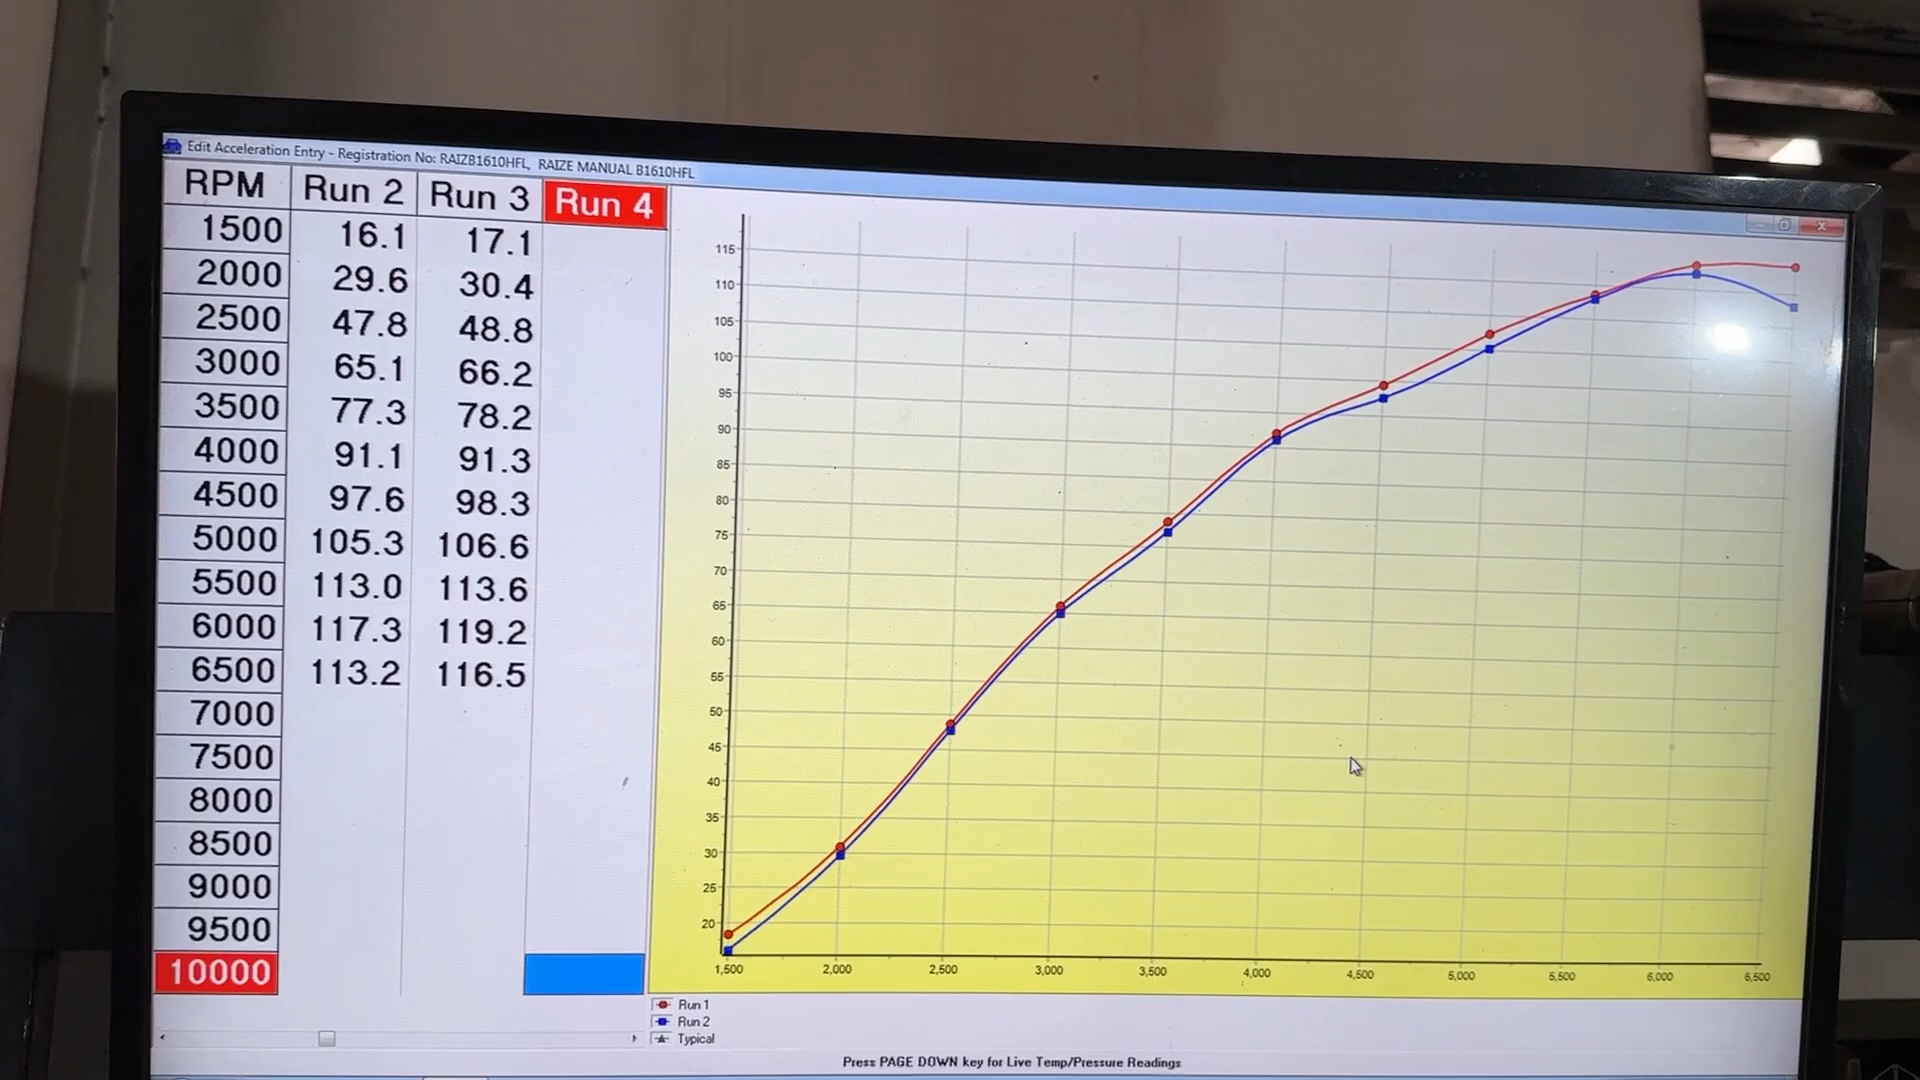 Edit Acceleration Entry - Registration No: RAIZB1610HFL, RAIZE MANUAL B1610HFL
RPM Run 2 Run 3 Run 4
1500 16.1 17.1
2000 29.6 30.4
2500 47.8 48.8
3000 65.1 66.2
3500 77.3 78.2
4000 91.1 91.3
4500 97.6 98.3
5000 105.3 106.6
5500 113.0 113.6
6000 117.3 119.2
6500 113.2 116.5
7000
7500
8000
8500
9000
9500
10000
115
110
105
100
95
90
85
80
75
70
65
60
55
50
45
40
35
30
25
20
1,500 2,000 2,500 3,000 3,500 4,000 4,500 5,000 5,500 6,000 6,500
Run 1
Run 2
Typical
Press PAGE DOWN key for Live Temp/Pressure Readings